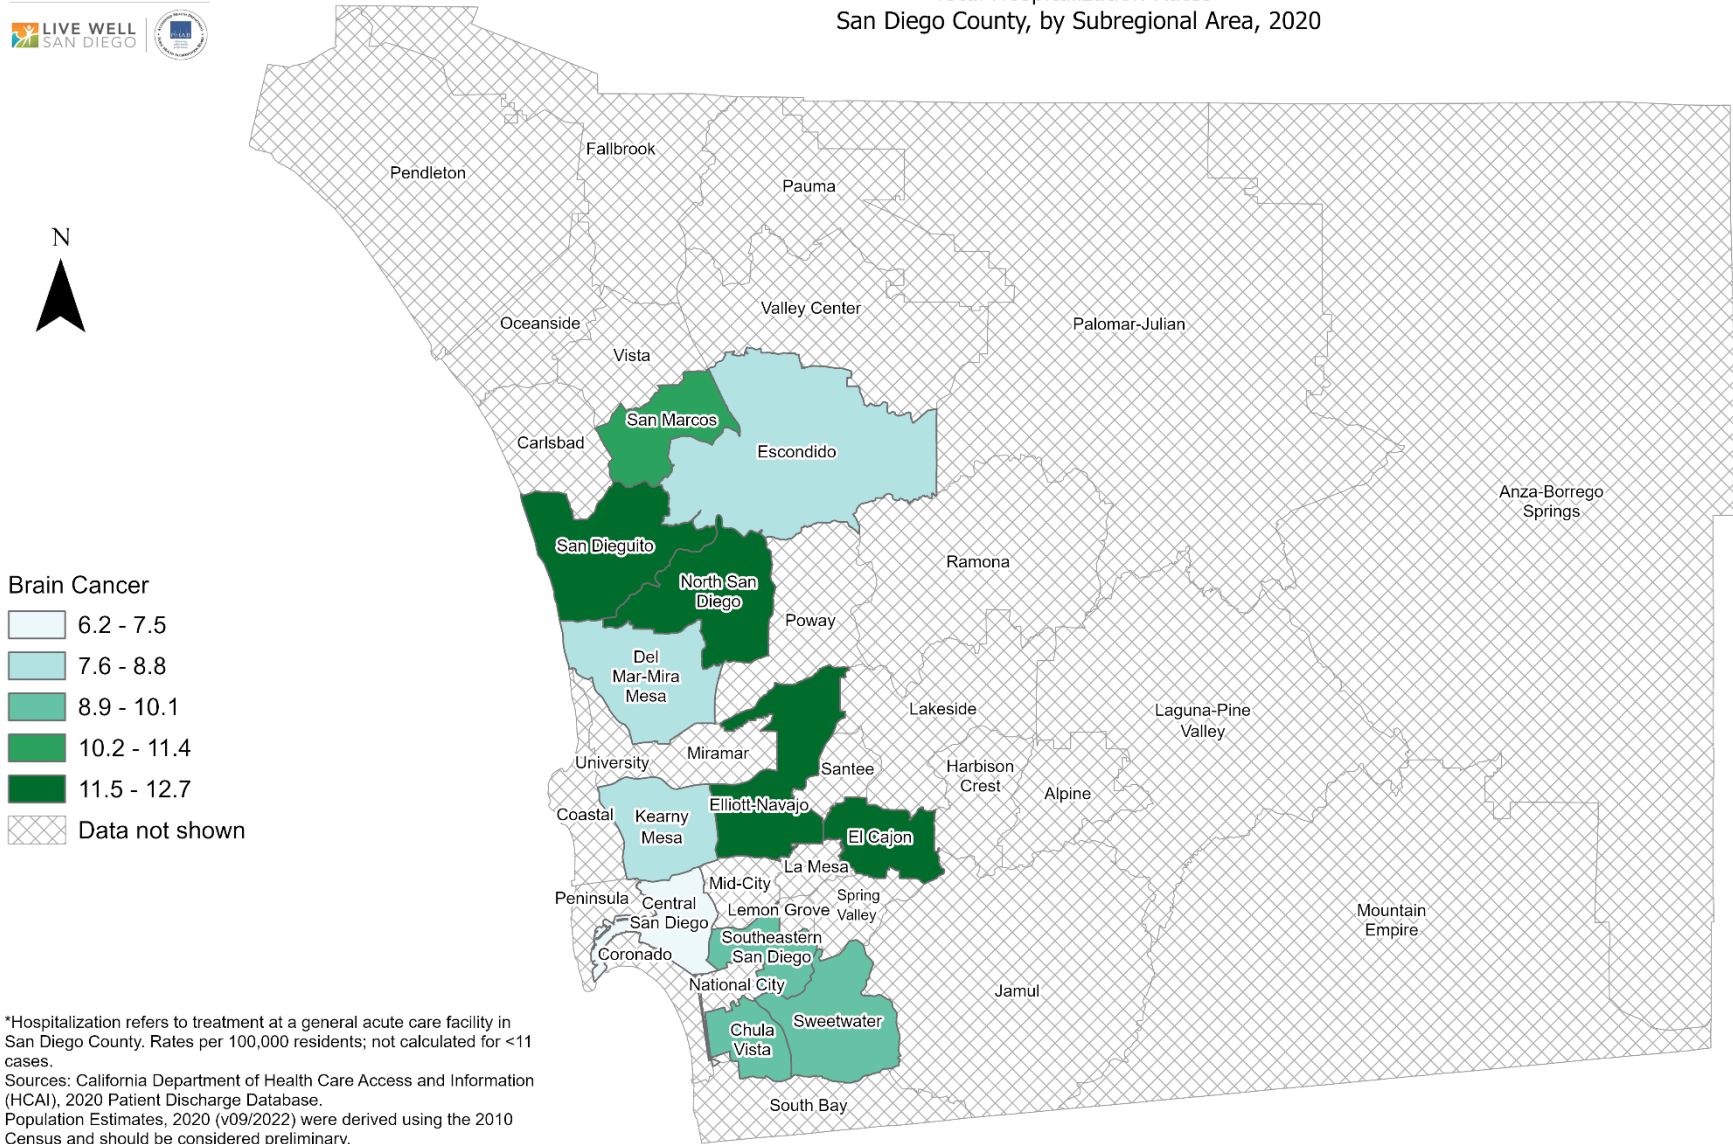 LIVE WELL
SAN DIEGO
PHAB
San Diego County, by Subregional Area, 2020
N
Pendleton
Fallbrook
Pauma
Oceanside
Vista
Valley Center
Palomar-Julian
San Marcos
Carlsbad
Escondido
Anza-Borrego
Springs
San Dieguito
North San
Diego
Ramona
Poway
Del
Mar-Mira
Mesa
Lakeside
Laguna-Pine
Valley
Miramar
University
Santee
Harbison
Crest
Alpine
Coastal
Kearny
Mesa
Elliott-Navajo
El Cajon
La Mesa
Mid-City
Peninsula
Central
San Diego
Lemon Grove
Spring
Valley
Mountain
Empire
Coronado
Southeastern
San Diego
National City
Jamul
Chula
Vista
Sweetwater
South Bay
Brain Cancer
6.2 - 7.5
7.6 - 8.8
8.9 - 10.1
10.2 - 11.4
11.5 - 12.7
Data not shown
*Hospitalization refers to treatment at a general acute care facility in
San Diego County. Rates per 100,000 residents; not calculated for <11
cases.
Sources: California Department of Health Care Access and Information
(HCAI), 2020 Patient Discharge Database.
Population Estimates, 2020 (v09/2022) were derived using the 2010
Census and should be considered preliminary.